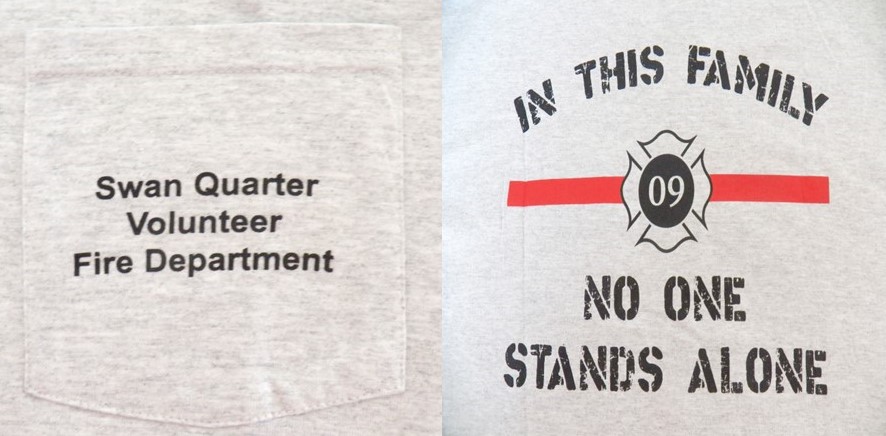 Swan Quarter
Volunteer
Fire Department
IN THIS FAMILY
09
NO ONE
STANDS ALONE